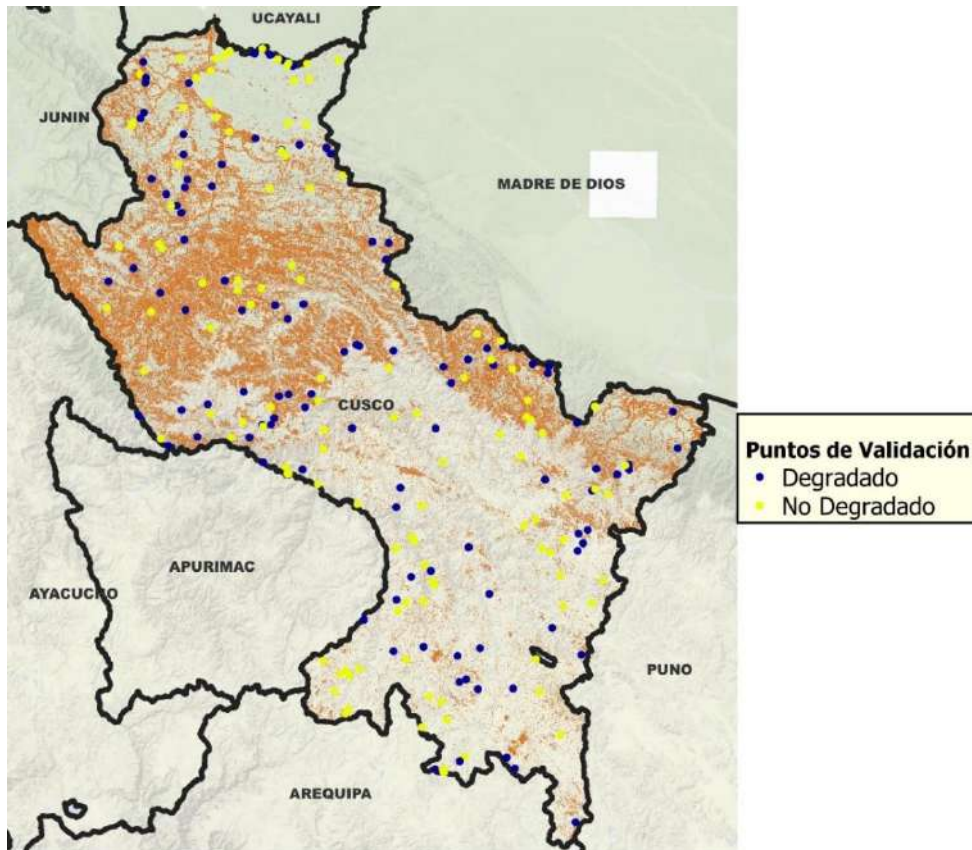 UCAYALI
JUNIN
MADRE DE DIOS
CUSCO
Puntos de Validación
Degradado
No Degradado
APURIMAC
AYACUCHO
PUNO
AREQUIPA